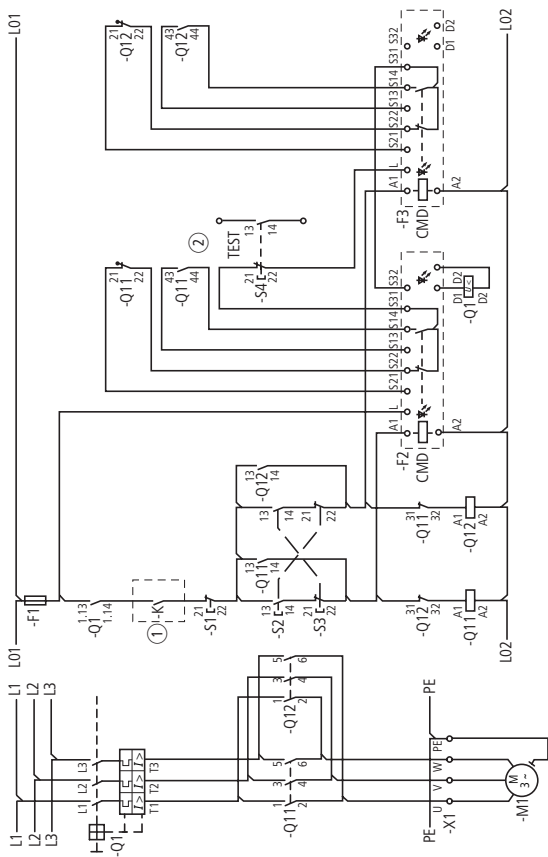 L01
L01
L02
L02
L1
L2
L3
L1
L2
L3
L1
L2
L3
-Q1
I> I> I>
T1 T2 T3
-Q11
1 3 5
2 4 6
-Q12
1 3 5
2 4 6
PE
PE
-X1
U V W PE
M
3 ~
-M1
-F1
-Q1
1.13
1.14
1
-K
-S1
21
22
-S2
13
14
-S3
21
22
-Q11
13
14
-Q12
13
14
13
14
21
22
-Q12
31
32
-Q11
A1
A2
-Q11
31
32
-Q12
A1
A2
-Q11
21
22
-Q11
43
44
2
TEST
13
14
-S4
21
22
-F2
CMD
A1 L S21 S22 S13 S14 S31 S32
A2
D1 D2
-Q1
U <
D1 D2
-Q12
21
22
-Q12
43
44
-F3
CMD
A1 L S21 S22 S13 S14 S31 S32
A2
D1 D2